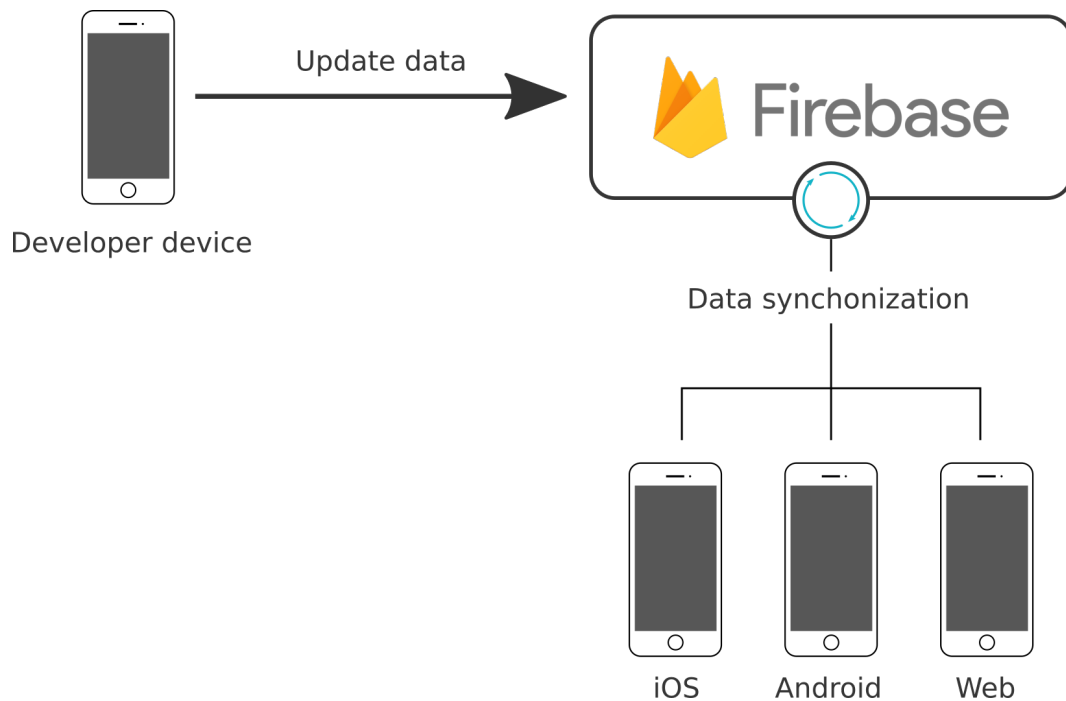 Update data
Firebase
Developer device
Data synchonization
iOS
Android
Web